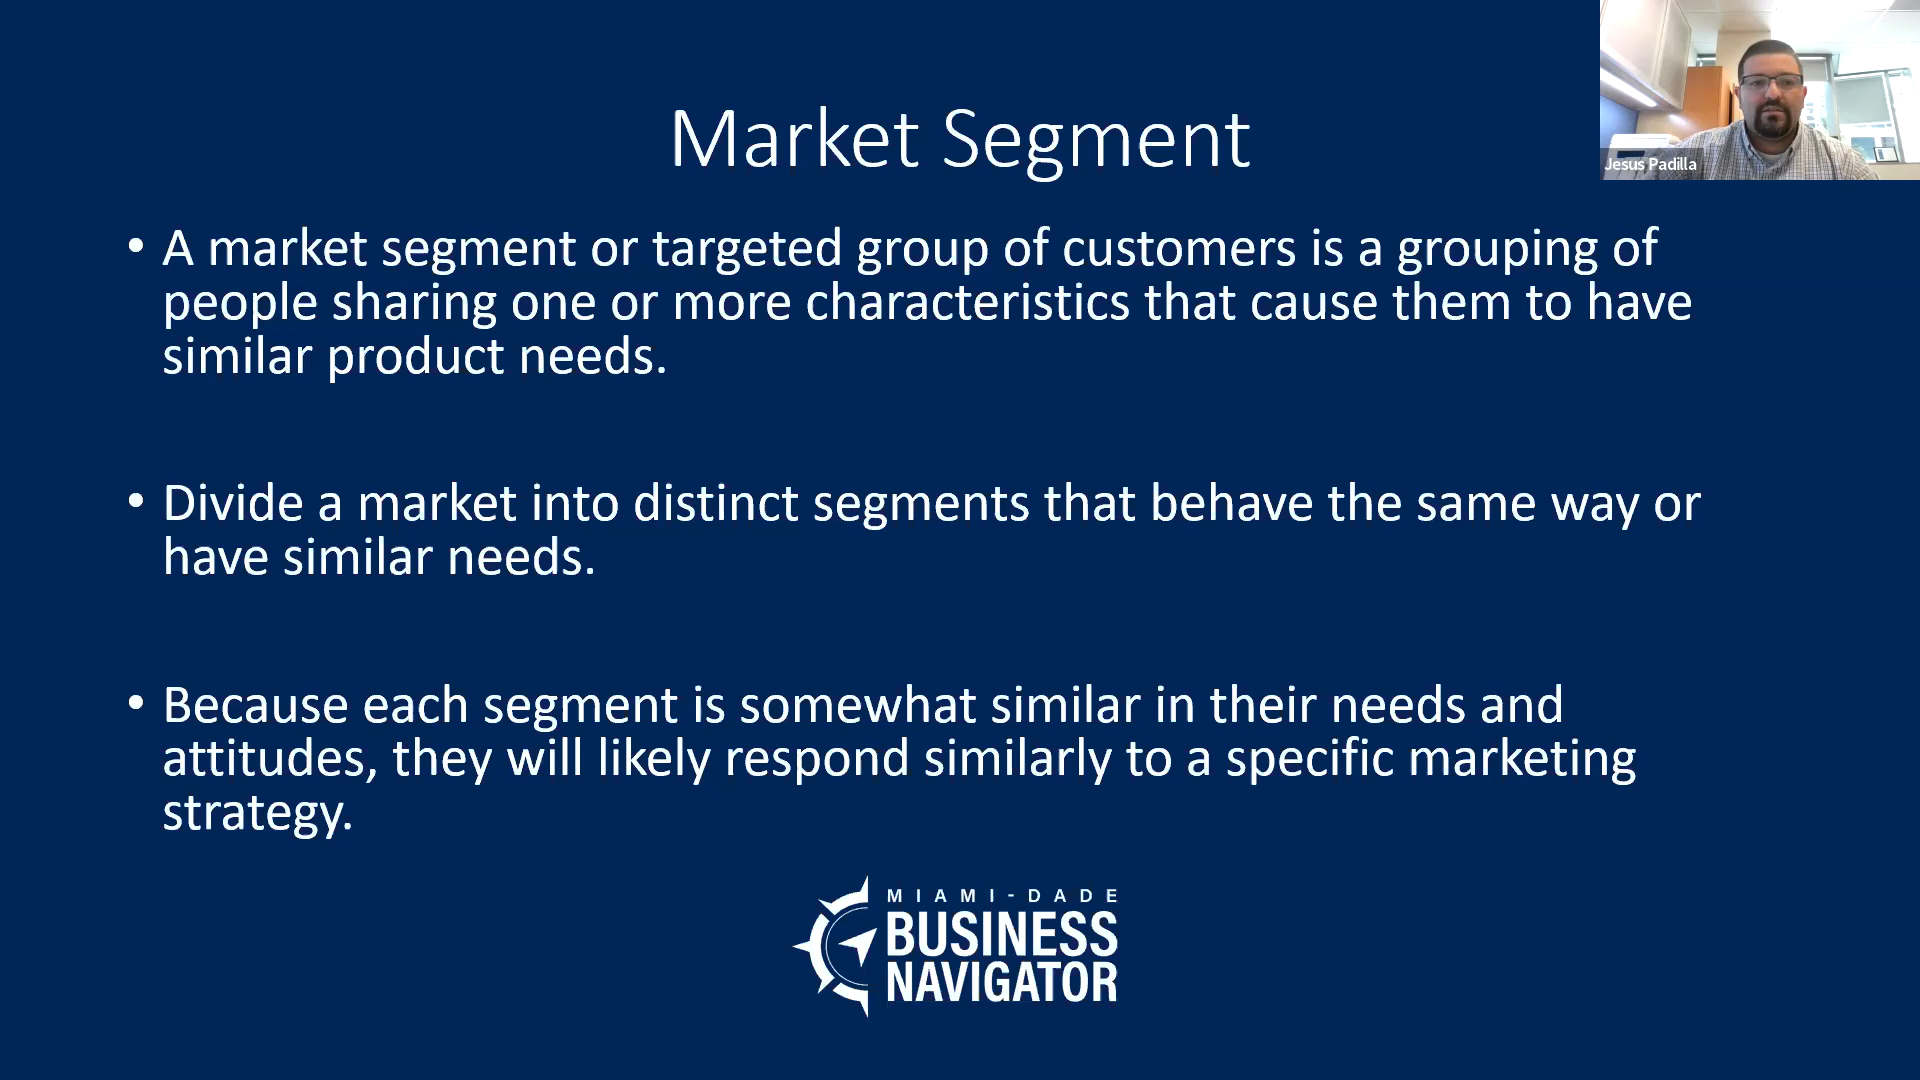 Market Segment
Jesus Padilla
• A market segment or targeted group of customers is a grouping of
people sharing one or more characteristics that cause them to have
similar product needs.
• Divide a market into distinct segments that behave the same way or
have similar needs.
• Because each segment is somewhat similar in their needs and
attitudes, they will likely respond similarly to a specific marketing
strategy.
MIAMI-DADE
BUSINESS
NAVIGATOR